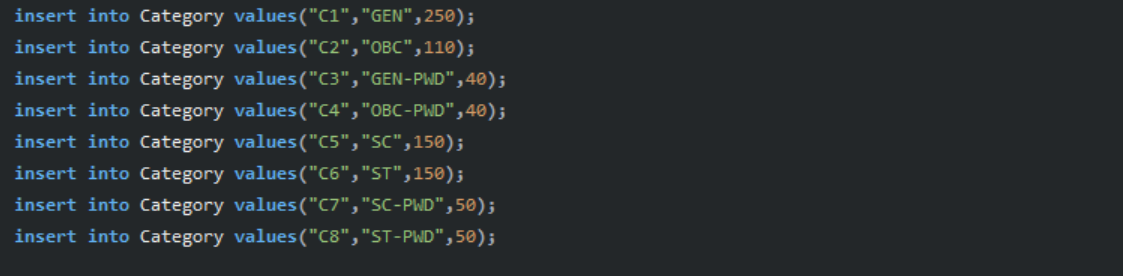 insert into Category values("C1","GEN",250);
insert into Category values("C2","OBC",110);
insert into Category values("C3","GEN-PWD",40);
insert into Category values("C4","OBC-PWD",40);
insert into Category values("C5","SC",150);
insert into Category values("C6","ST",150);
insert into Category values("C7","SC-PWD",50);
insert into Category values("C8","ST-PWD",50);